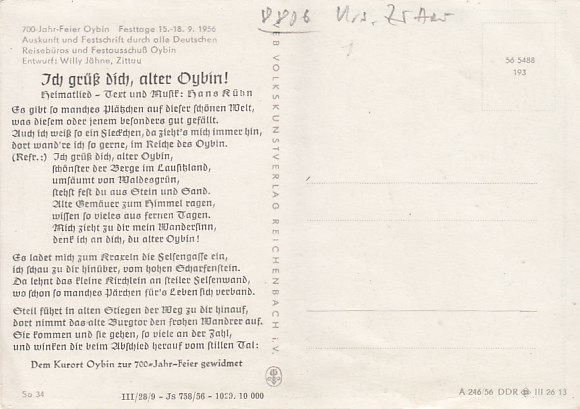 700-Jahr-Feier Oybin Festtage 15.-18. 9. 1956
Auskunft und Festschrift durch alle Deutschen
Reisebüros und Festausschuß Oybin
Entwurf: Willy Jähne, Zittau
Ich grüß dich, alter Oybin!
Heimatlied - Text und Musik: Hans Kühn
Es gibt so manches Plätzchen auf dieser schönen Welt,
was diesem oder jenem besonders gut gefällt.
Auch ich weiß so ein Fleckchen, da zieht's mich immer hin,
dort wand're ich so gerne, im Reiche des Oybin.
(Refr.:) Ich grüß dich, alter Oybin,
schönster der Berge im Lausitzland,
umsäumt von Waldesgrün,
stehst fest du aus Stein und Sand.
Alte Gemäuer zum Himmel ragen,
wissen so vieles aus fernen Tagen.
Mich zieht zu dir mein Wandersinn,
denk ich an dich, du alter Oybin!
Es ladet mich zum Kraxeln die Felsengasse ein,
ich schau zu dir hinüber, vom hohen Scharfenstein.
Da lehnt das kleine Kirchlein an steiler Felsenwand,
wo schon so manches Pärchen für's Leben sich verband.
Steil führt in alten Stiegen der Weg zu dir hinauf,
dort nimmt das alte Burgtor den frohen Wandrer auf.
Sie kommen und sie gehen, so viele an der Zahl,
und winken dir beim Abschied herauf vom stillen Tal:
Dem Kurort Oybin zur 700-Jahr-Feier gewidmet
So 34
III/28/9 - Js 758/56 - 1029. 10 000
VEB VOLKSKUNSTVERLAG REICHENBACH I. V.
8806
56 5488
193
A 246/56 DDR III 26 13